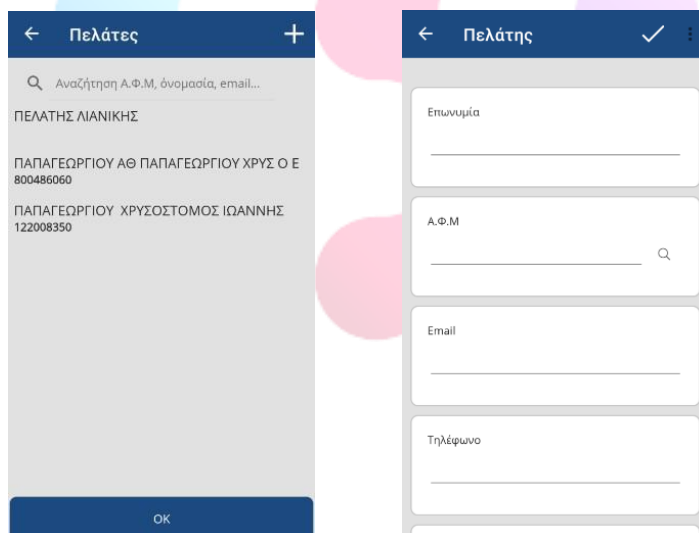 Πελάτες
Αναζήτηση Α.Φ.Μ, όνομασία, email...
ΠΕΛΑΤΗΣ ΛΙΑΝΙΚΗΣ
ΠΑΠΑΓΕΩΡΓΙΟΥ ΑΘ ΠΑΠΑΓΕΩΡΓΙΟΥ ΧΡΥΣ Ο Ε
800486060
ΠΑΠΑΓΕΩΡΓΙΟΥ ΧΡΥΣΟΣΤΟΜΟΣ ΙΩΑΝΝΗΣ
122008350
OK
Πελάτης
Επωνυμία
Α.Φ.Μ
Email
Τηλέφωνο